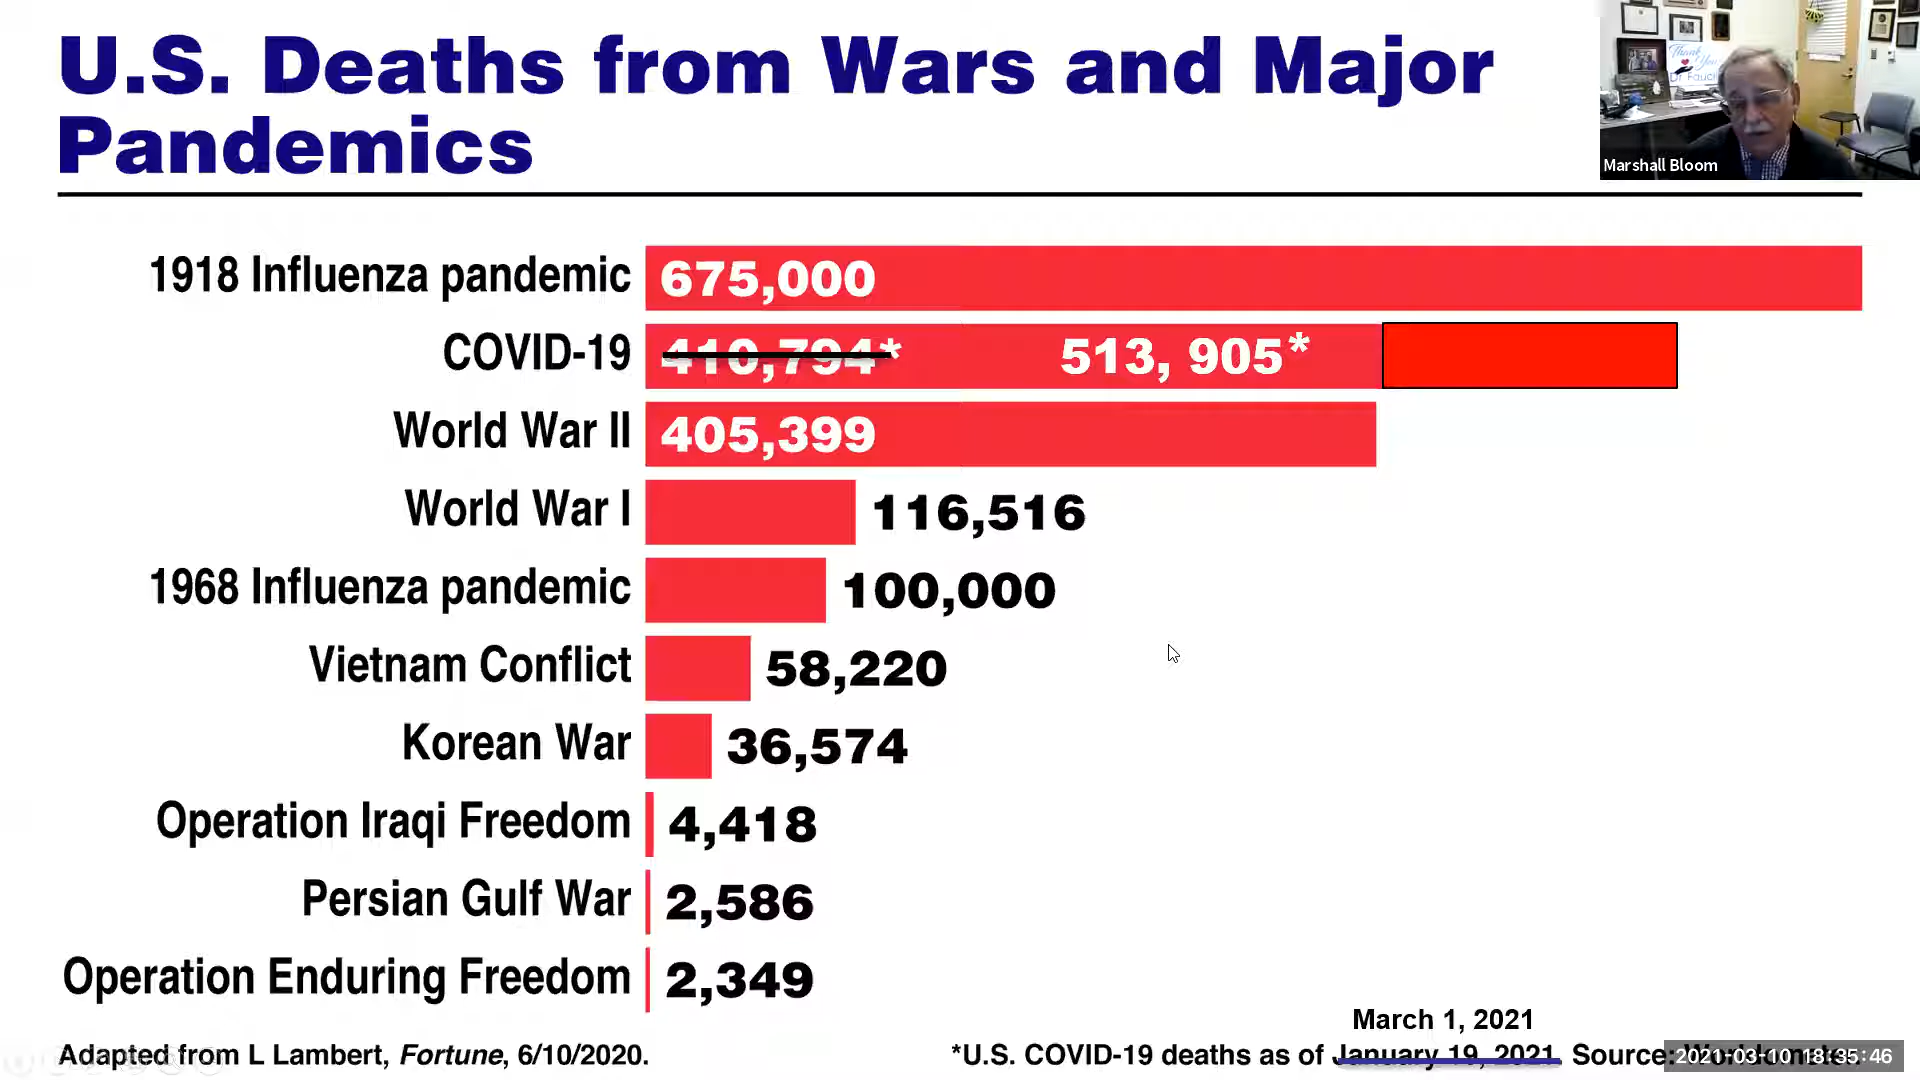 U.S. Deaths from Wars and Major
Pandemics
Thank
You
Dr Fauci
Marshall Bloom
1918 Influenza pandemic 675,000
COVID-19 410,794* 513, 905*
World War II 405,399
World War I 116,516
1968 Influenza pandemic 100,000
Vietnam Conflict 58,220
Korean War 36,574
Operation Iraqi Freedom 4,418
Persian Gulf War 2,586
Operation Enduring Freedom 2,349
March 1, 2021
Adapted from L Lambert, Fortune, 6/10/2020.
*U.S. COVID-19 deaths as of January 19, 2021. Source:
2021-03-10 18:35:46